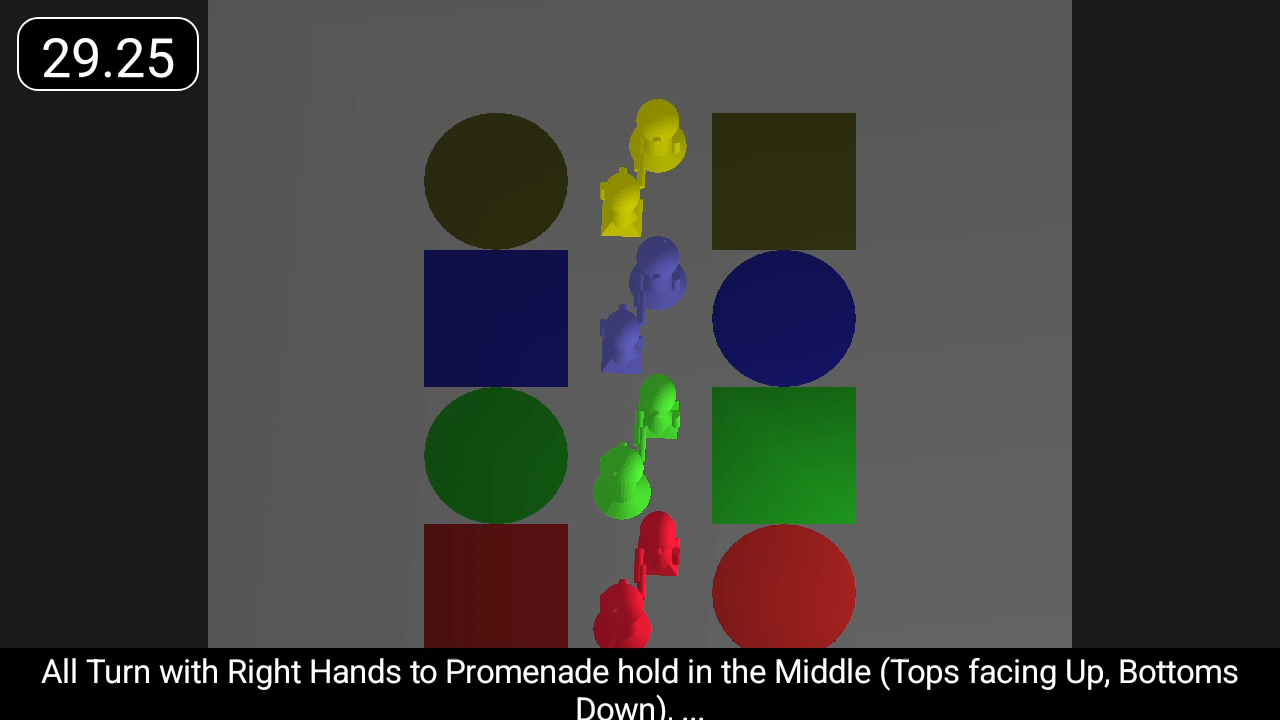 29.25
All Turn with Right Hands to Promenade hold in the Middle (Tops facing Up, Bottoms
Down). ...